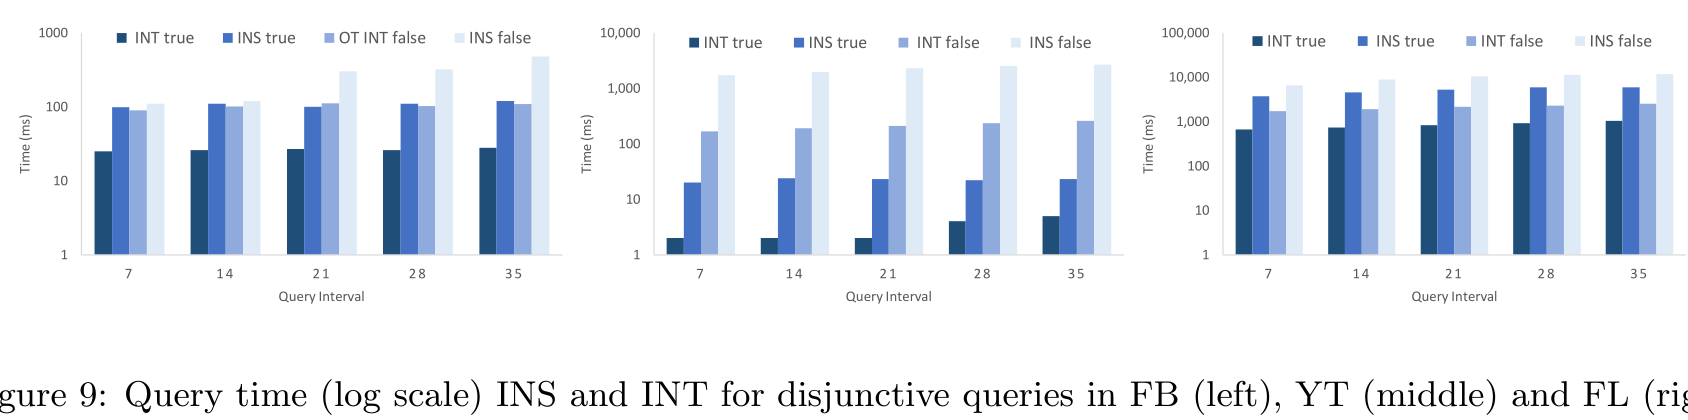 INT true INS true OT INT false INS false
1000
100
10
1
Time (ms)
7 14 21 28 35
Query Interval
INT true INS true INT false INS false
10,000
1,000
100
10
1
Time (ms)
7 14 21 28 35
Query Interval
INT true INS true INT false INS false
100,000
10,000
1,000
100
10
1
Time (ms)
7 14 21 28 35
Query Interval
gure 9: Query time (log scale) INS and INT for disjunctive queries in FB (left), YT (middle) and FL (rig